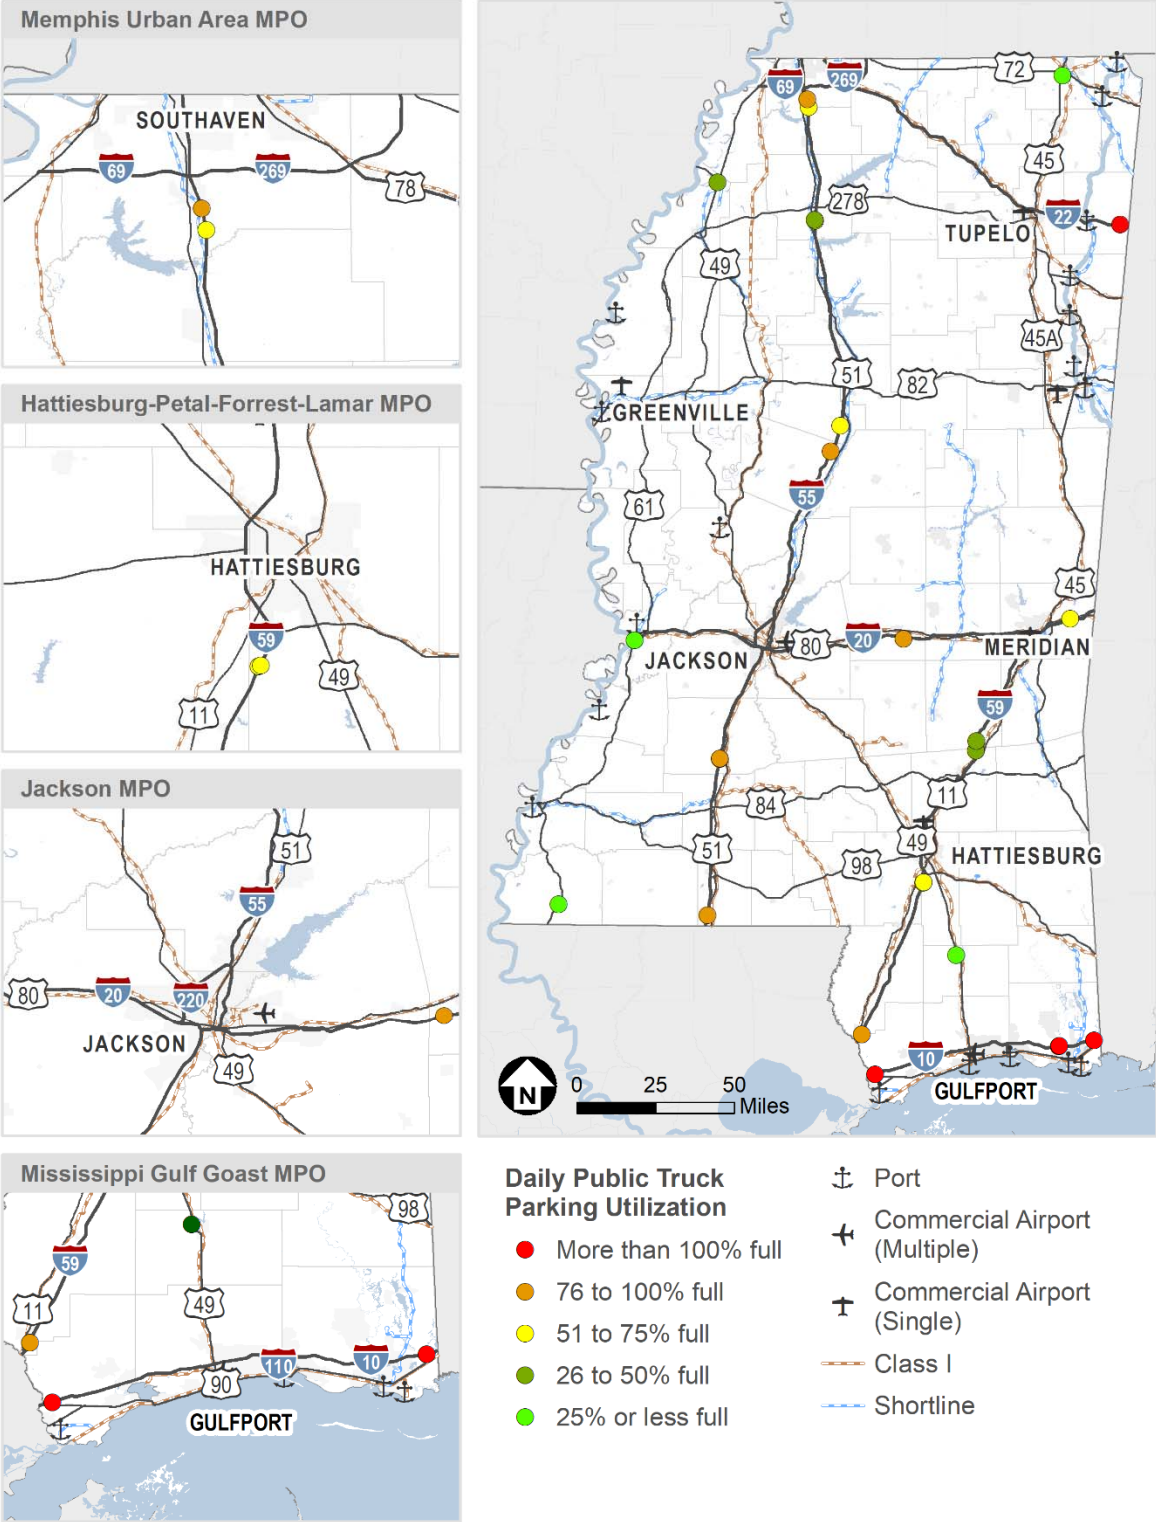 Memphis Urban Area MPO
SOUTHAVEN
69
269
78
Hattiesburg-Petal-Forrest-Lamar MPO
HATTIESBURG
59
49
11
Jackson MPO
51
55
80
20
220
JACKSON
49
Mississippi Gulf Goast MPO
98
59
11
49
110
10
90
GULFPORT
72
69
269
45
278
22
TUPELO
49
45A
51
82
GREENVILLE
61
55
45
80
20
JACKSON
MERIDIAN
59
11
84
51
49
98
HATTIESBURG
10
GULFPORT
N
0 25 50
Miles
Daily Public Truck
Parking Utilization
More than 100% full
76 to 100% full
51 to 75% full
26 to 50% full
25% or less full
Port
Commercial Airport
(Multiple)
Commercial Airport
(Single)
Class I
Shortline